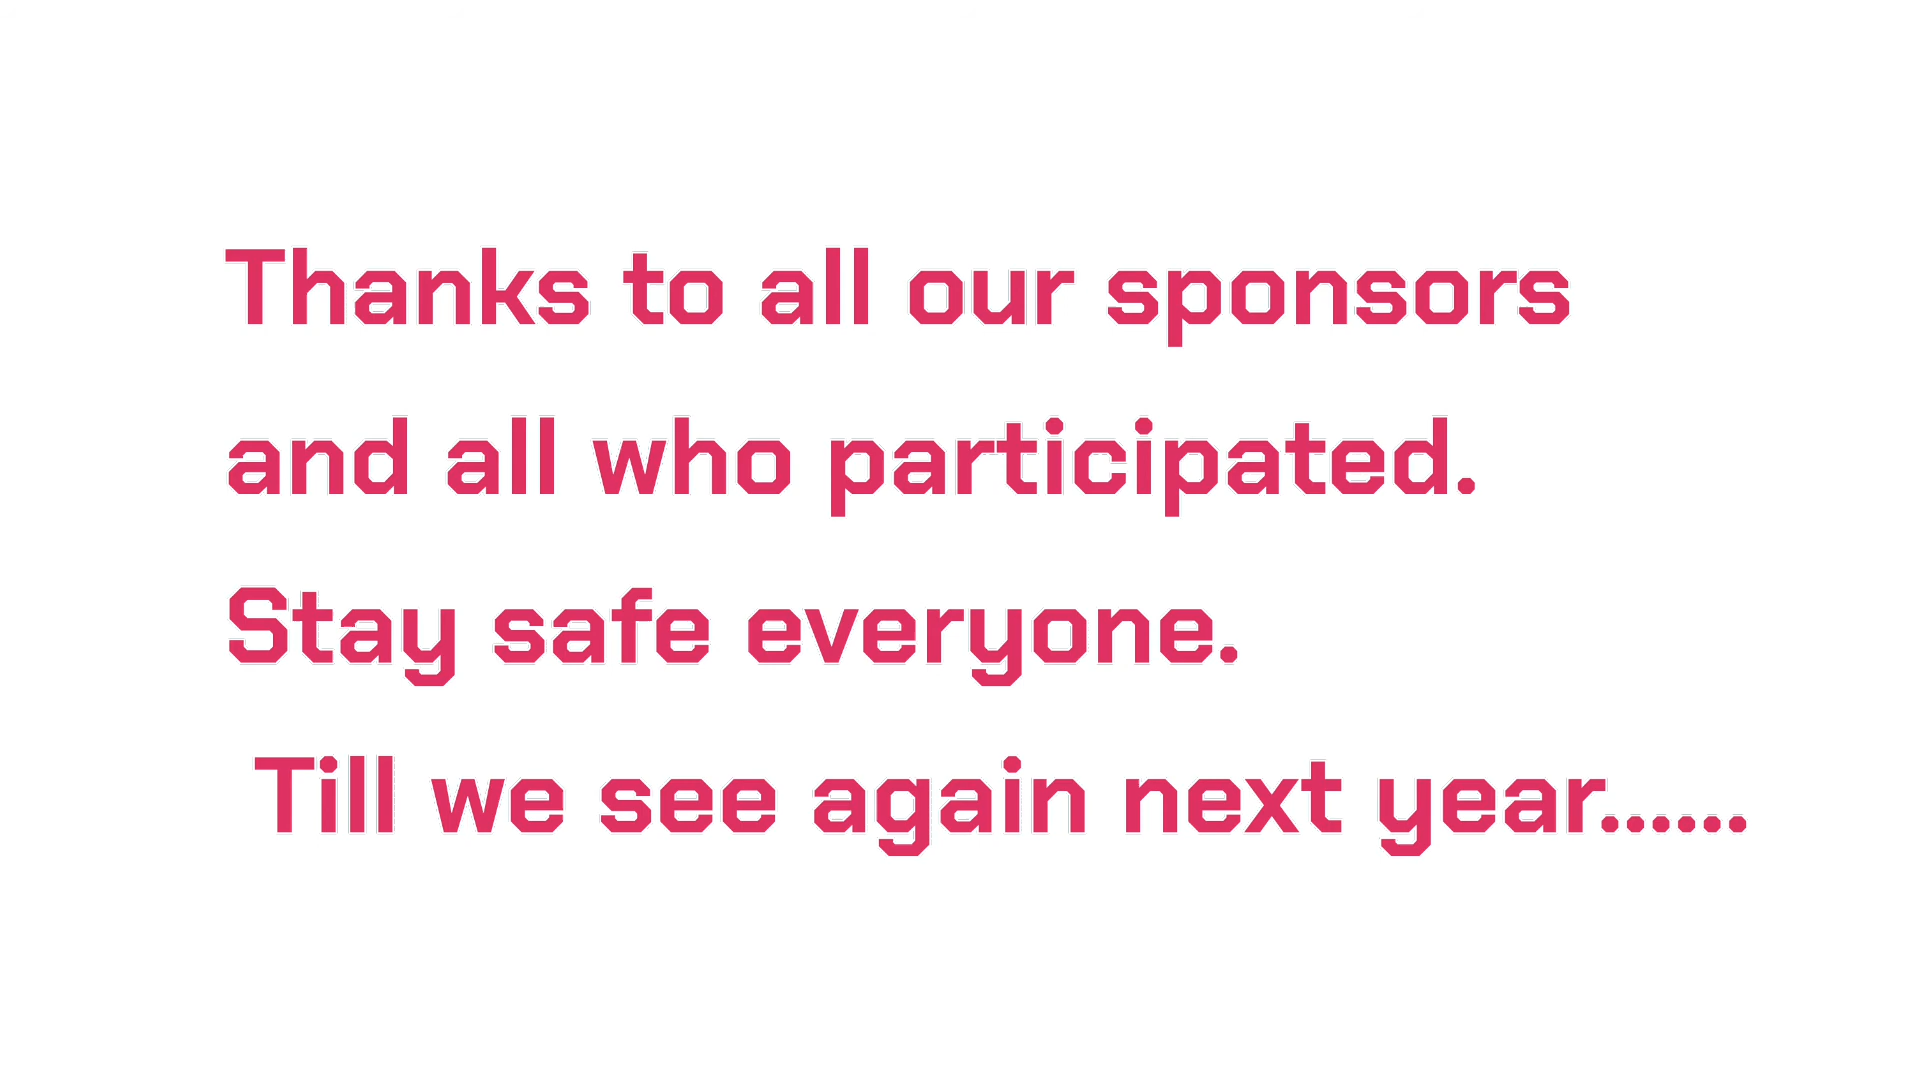 Thanks to all our sponsors
and all who participated.
Stay safe everyone.
Till we see again next year......